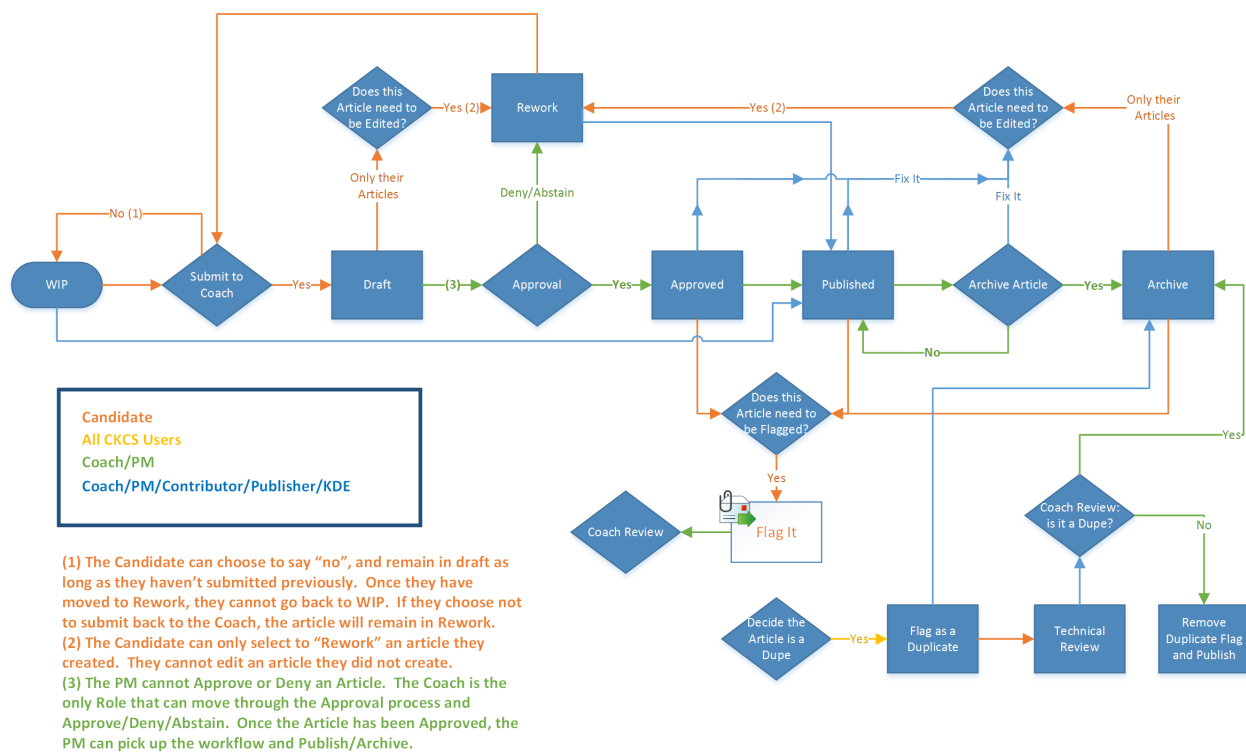 Does this
Article need to
be Edited?
Yes (2)
Rework
Yes (2)
Does this
Article need to
be Edited?
Only their
Articles
Only their
Articles
Deny/Abstain
Fix It
Fix It
No (1)
WIP
Submit to
Coach
Yes
Draft
(3)
Approval
Yes
Approved
Published
Archive Article
Yes
Archive
No
Does this
Article need to
be Flagged?
Yes
Flag It
Coach Review
Yes
Coach Review:
is it a Dupe?
No
Decide the
Article is a
Dupe
Yes
Flag as a
Duplicate
Technical
Review
Remove
Duplicate Flag
and Publish
Candidate
All CKCS Users
Coach/PM
Coach/PM/Contributor/Publisher/KDE
(1) The Candidate can choose to say “no”, and remain in draft as
long as they haven’t submitted previously.  Once they have
moved to Rework, they cannot go back to WIP.  If they choose not
to submit back to the Coach, the article will remain in Rework.
(2) The Candidate can only select to “Rework” an article they
created.  They cannot edit an article they did not create.
(3) The PM cannot Approve or Deny an Article.  The Coach is the
only Role that can move through the Approval process and
Approve/Deny/Abstain.  Once the Article has been Approved, the
PM can pick up the workflow and Publish/Archive.